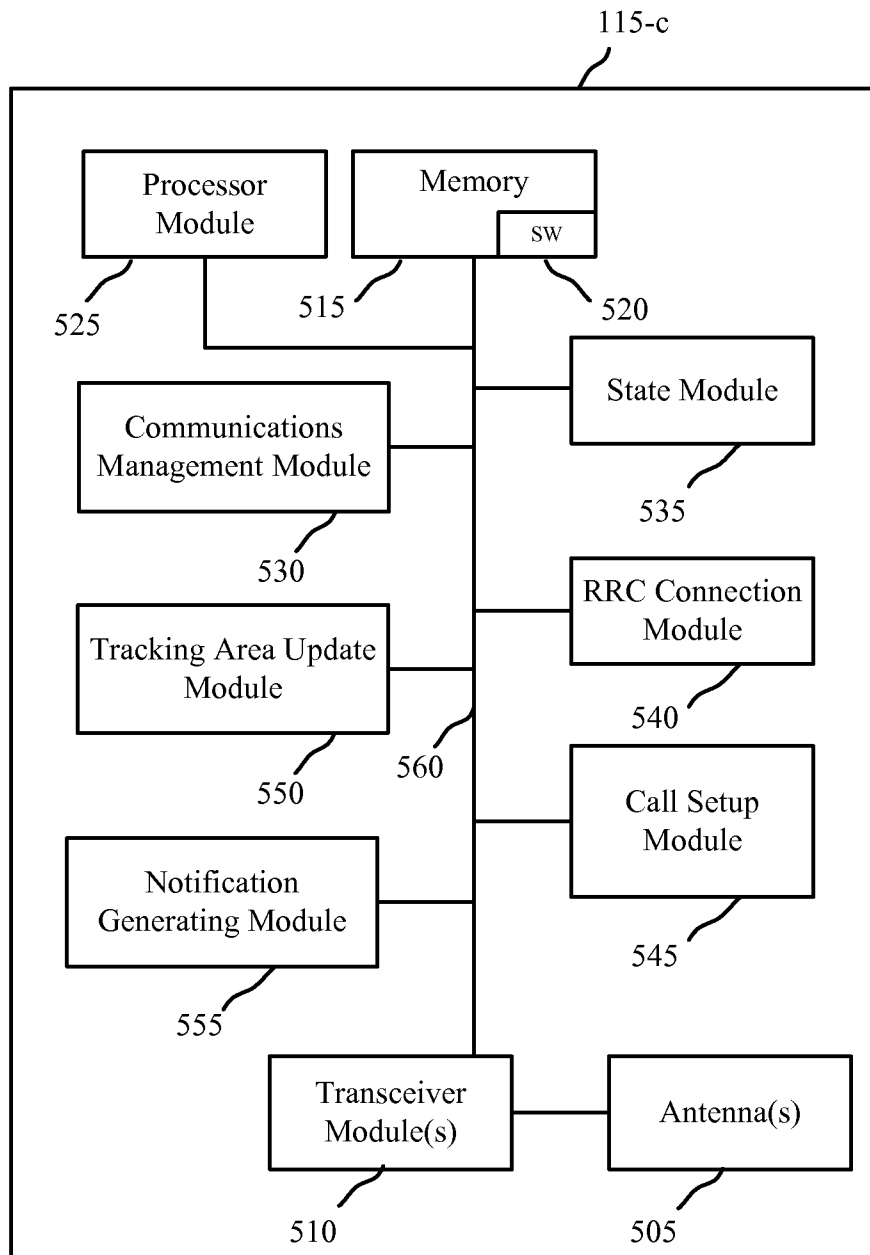 115-c
Processor
Module
Memory
SW
525
515
520
State Module
535
Communications
Management Module
530
RRC Connection
Module
540
Tracking Area Update
Module
550
560
Call Setup
Module
545
Notification
Generating Module
555
Transceiver
Module(s)
510
Antenna(s)
505